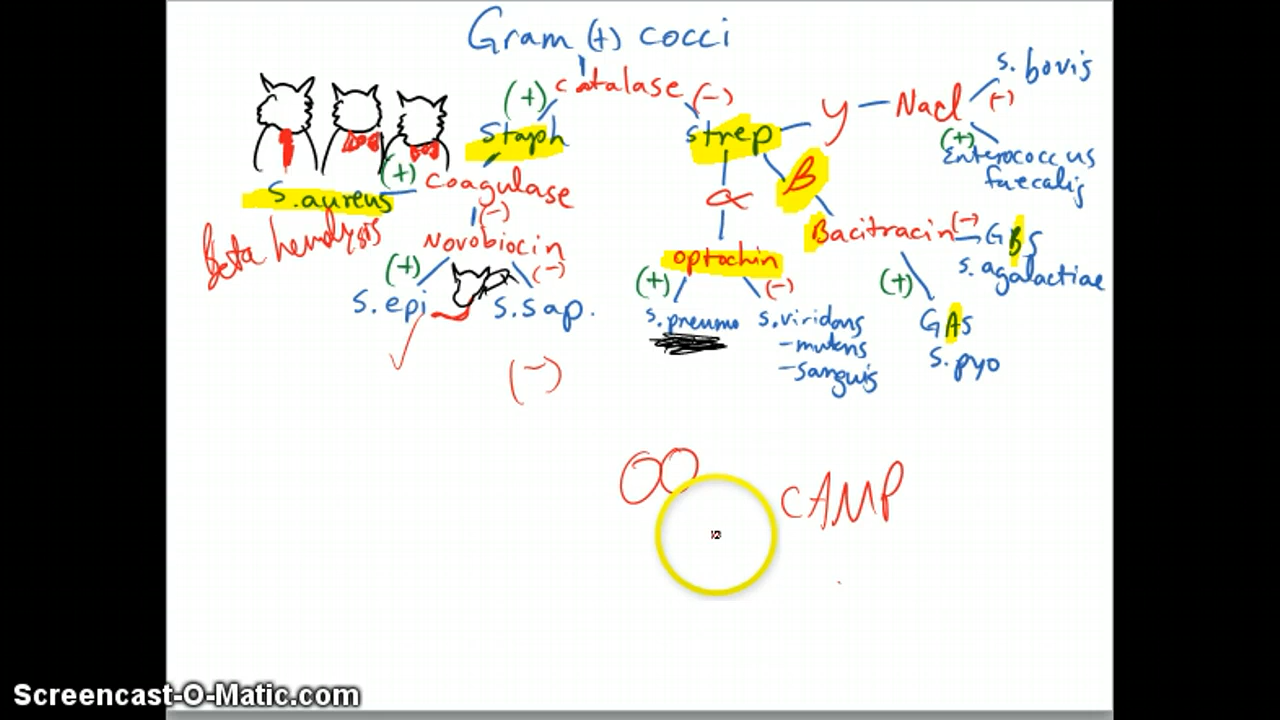 Gram (+) cocci
catalase
(+)
(-)
Staph
strep
γ
Nacl
s. bovis
(-)
(+)
Enterococcus
faecalis
β
α
(+)
coagulase
S. aureus
Beta hemolysis
(-)
Novobiocin
(+)
(-)
S. epi
S. sap.
(-)
optochin
(+)
(-)
s. pneumo
s. viridans
-mutans
-sanguis
Bacitracin
(-)
GBS
s. agalactiae
(+)
GAS
s. pyo
cAMP
Screencast-O-Matic.com